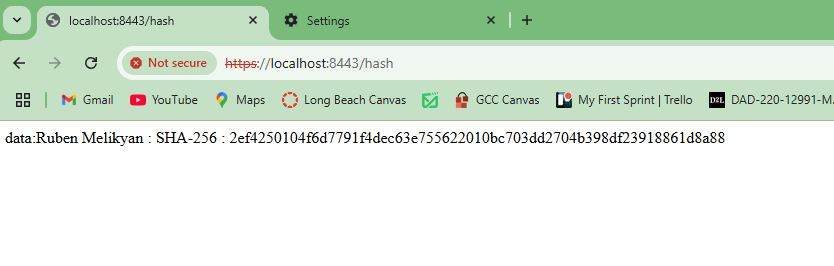 localhost:8443/hash
Settings
Not secure
https://localhost:8443/hash
Gmail
YouTube
Maps
Long Beach Canvas
GCC Canvas
My First Sprint | Trello
D2L
DAD-220-12991-M
data:Ruben Melikyan : SHA-256 : 2ef4250104f6d7791f4dec63e755622010bc703dd2704b398df23918861d8a88